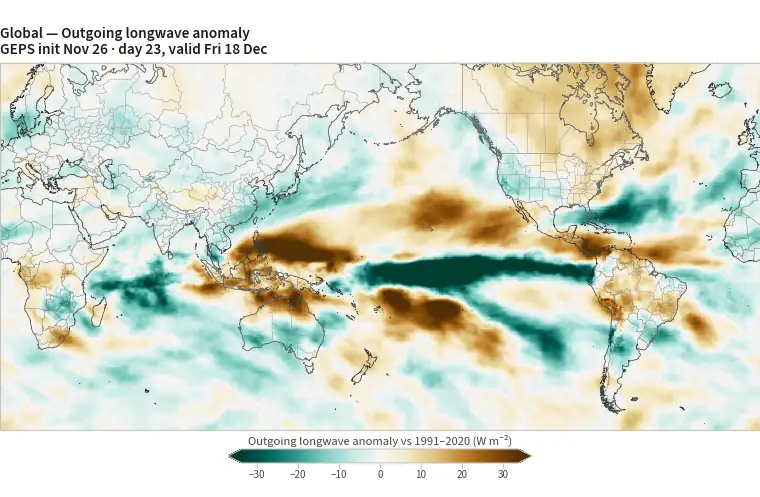 Global — Outgoing longwave anomaly
GEPS init Nov 26 · day 23, valid Fri 18 Dec
Outgoing longwave anomaly vs 1991–2020 (W m⁻²)
−30 −20 −10 0 10 20 30